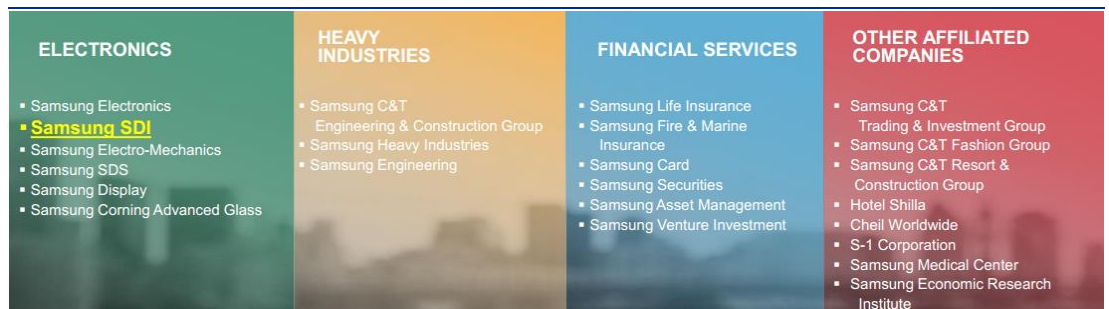 ELECTRONICS
▪ Samsung Electronics
▪ Samsung SDI
▪ Samsung Electro-Mechanics
▪ Samsung SDS
▪ Samsung Display
▪ Samsung Corning Advanced Glass
HEAVY
INDUSTRIES
▪ Samsung C&T
Engineering & Construction Group
▪ Samsung Heavy Industries
▪ Samsung Engineering
FINANCIAL SERVICES
▪ Samsung Life Insurance
▪ Samsung Fire & Marine
Insurance
▪ Samsung Card
▪ Samsung Securities
▪ Samsung Asset Management
▪ Samsung Venture Investment
OTHER AFFILIATED
COMPANIES
▪ Samsung C&T
Trading & Investment Group
▪ Samsung C&T Fashion Group
▪ Samsung C&T Resort &
Construction Group
▪ Hotel Shilla
▪ Cheil Worldwide
▪ S-1 Corporation
▪ Samsung Medical Center
▪ Samsung Economic Research
Institute